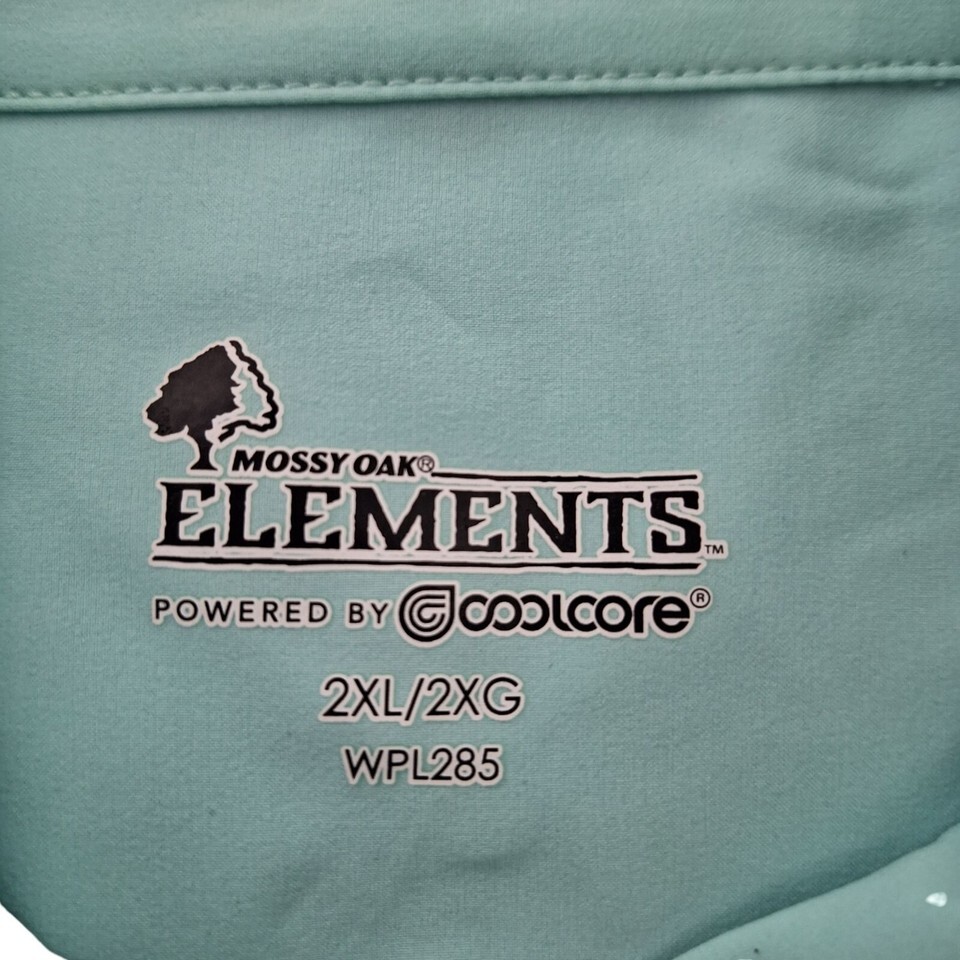 MOSSY OAK®
ELEMENTS™
POWERED BY coolcore®
2XL/2XG
WPL285